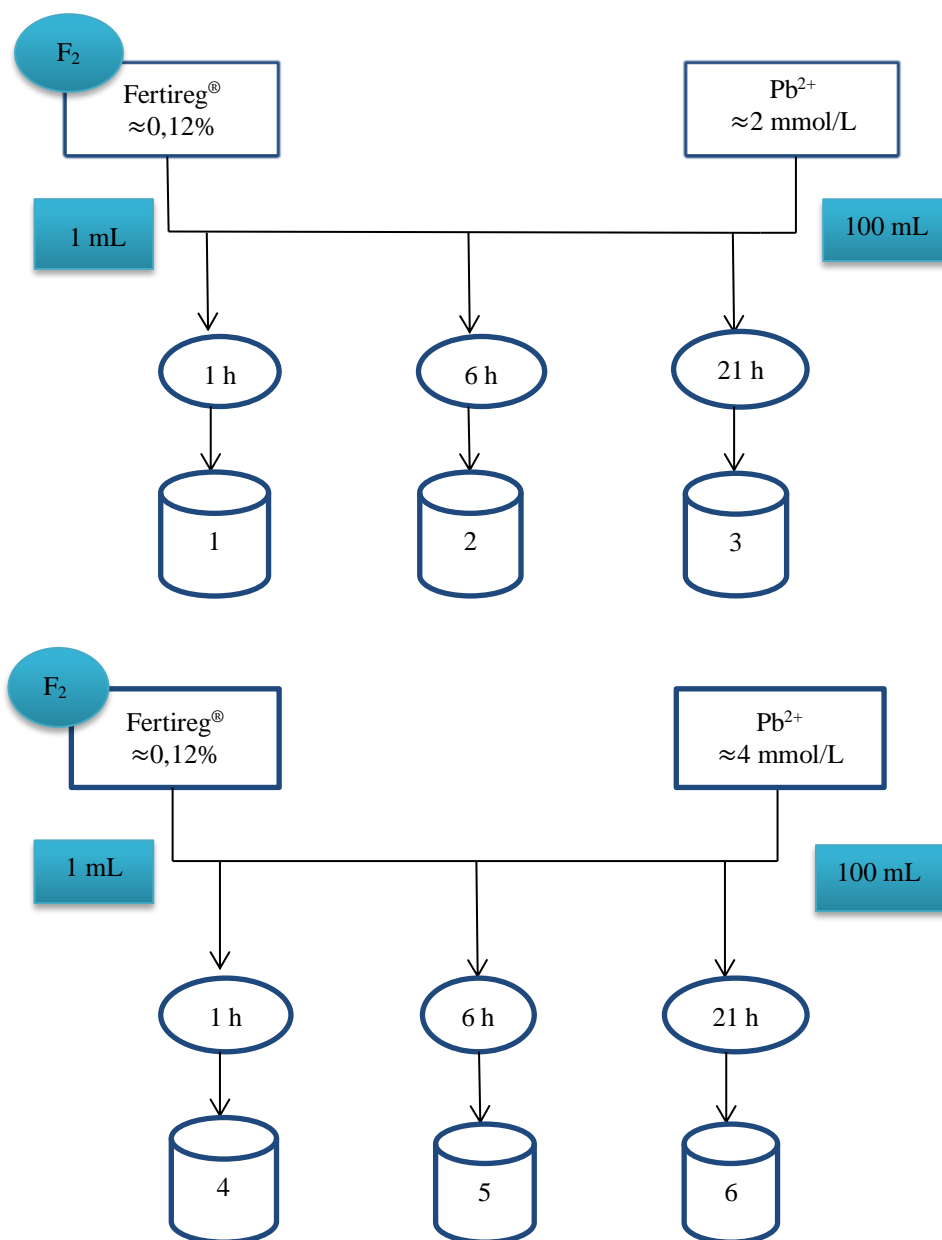 F₂
Fertireg®
≈0,12%
Pb²⁺
≈2 mmol/L
1 mL
100 mL
1 h
6 h
21 h
1
2
3
F₂
Fertireg®
≈0,12%
Pb²⁺
≈4 mmol/L
1 mL
100 mL
1 h
6 h
21 h
4
5
6